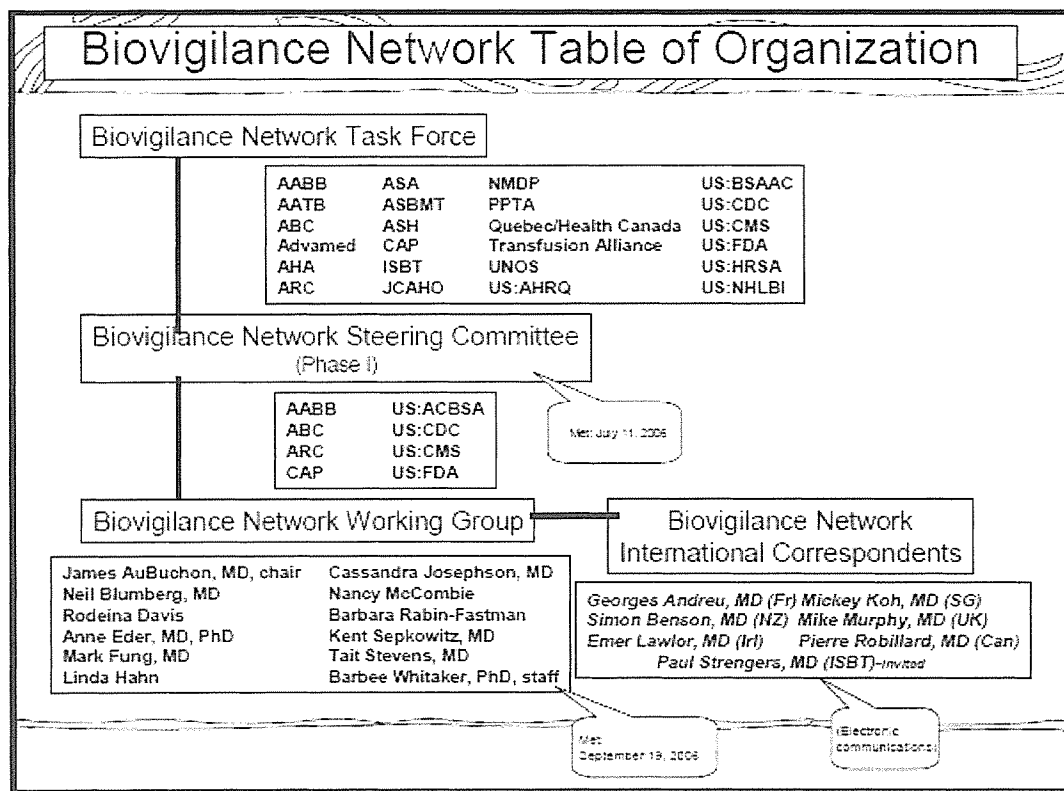 Biovigilance Network Table of Organization
Biovigilance Network Task Force
AABB ASA NMDP US:BSAAC
AATB ASBMT PPTA US:CDC
ABC ASH Quebec/Health Canada US:CMS
Advamed CAP Transfusion Alliance US:FDA
AHA ISBT UNOS US:HRSA
ARC JCAHO US:AHRQ US:NHLBI
Biovigilance Network Steering Committee
(Phase I)
Met: July 11, 2006
AABB US:ACBSA
ABC US:CDC
ARC US:CMS
CAP US:FDA
Biovigilance Network Working Group
Biovigilance Network
International Correspondents
James AuBuchon, MD, chair Cassandra Josephson, MD
Neil Blumberg, MD Nancy McCombie
Rodeina Davis Barbara Rabin-Fastman
Anne Eder, MD, PhD Kent Sepkowitz, MD
Mark Fung, MD Tait Stevens, MD
Linda Hahn Barbee Whitaker, PhD, staff
Georges Andreu, MD (Fr) Mickey Koh, MD (SG)
Simon Benson, MD (NZ) Mike Murphy, MD (UK)
Emer Lawlor, MD (Irl) Pierre Robillard, MD (Can)
Paul Strengers, MD (ISBT)-invited
Met:
September 19, 2006
(Electronic
communications)